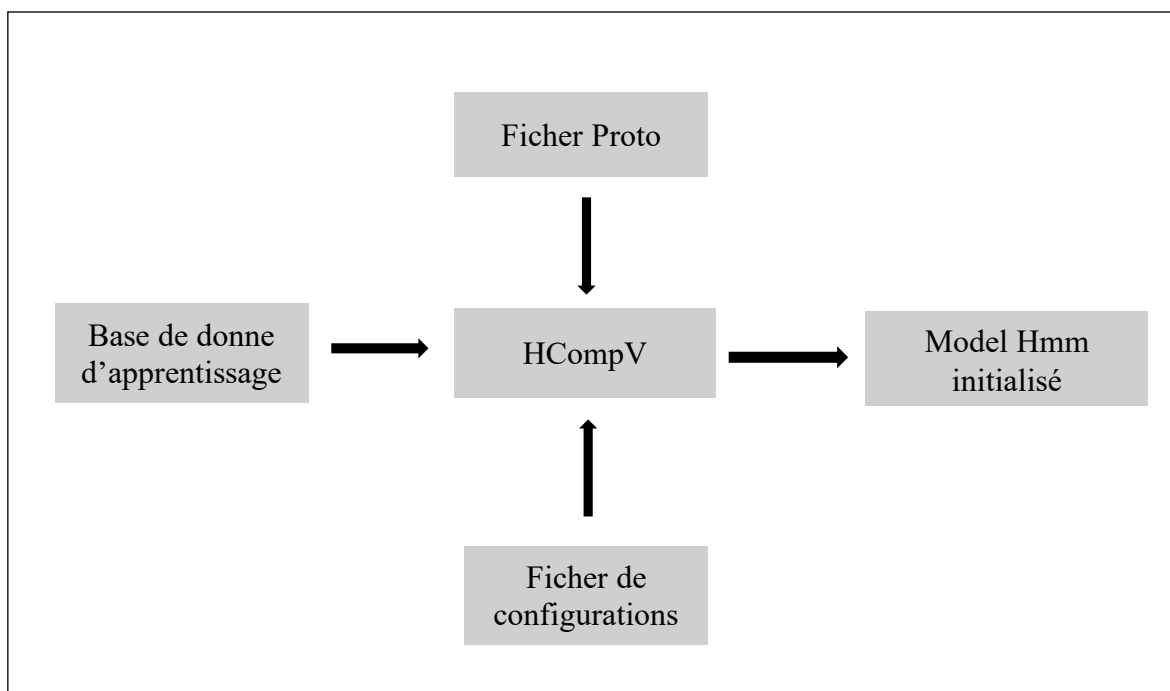 Ficher Proto
Base de donne
d’apprentissage
HCompV
Model Hmm
initialisé
Ficher de
configurations